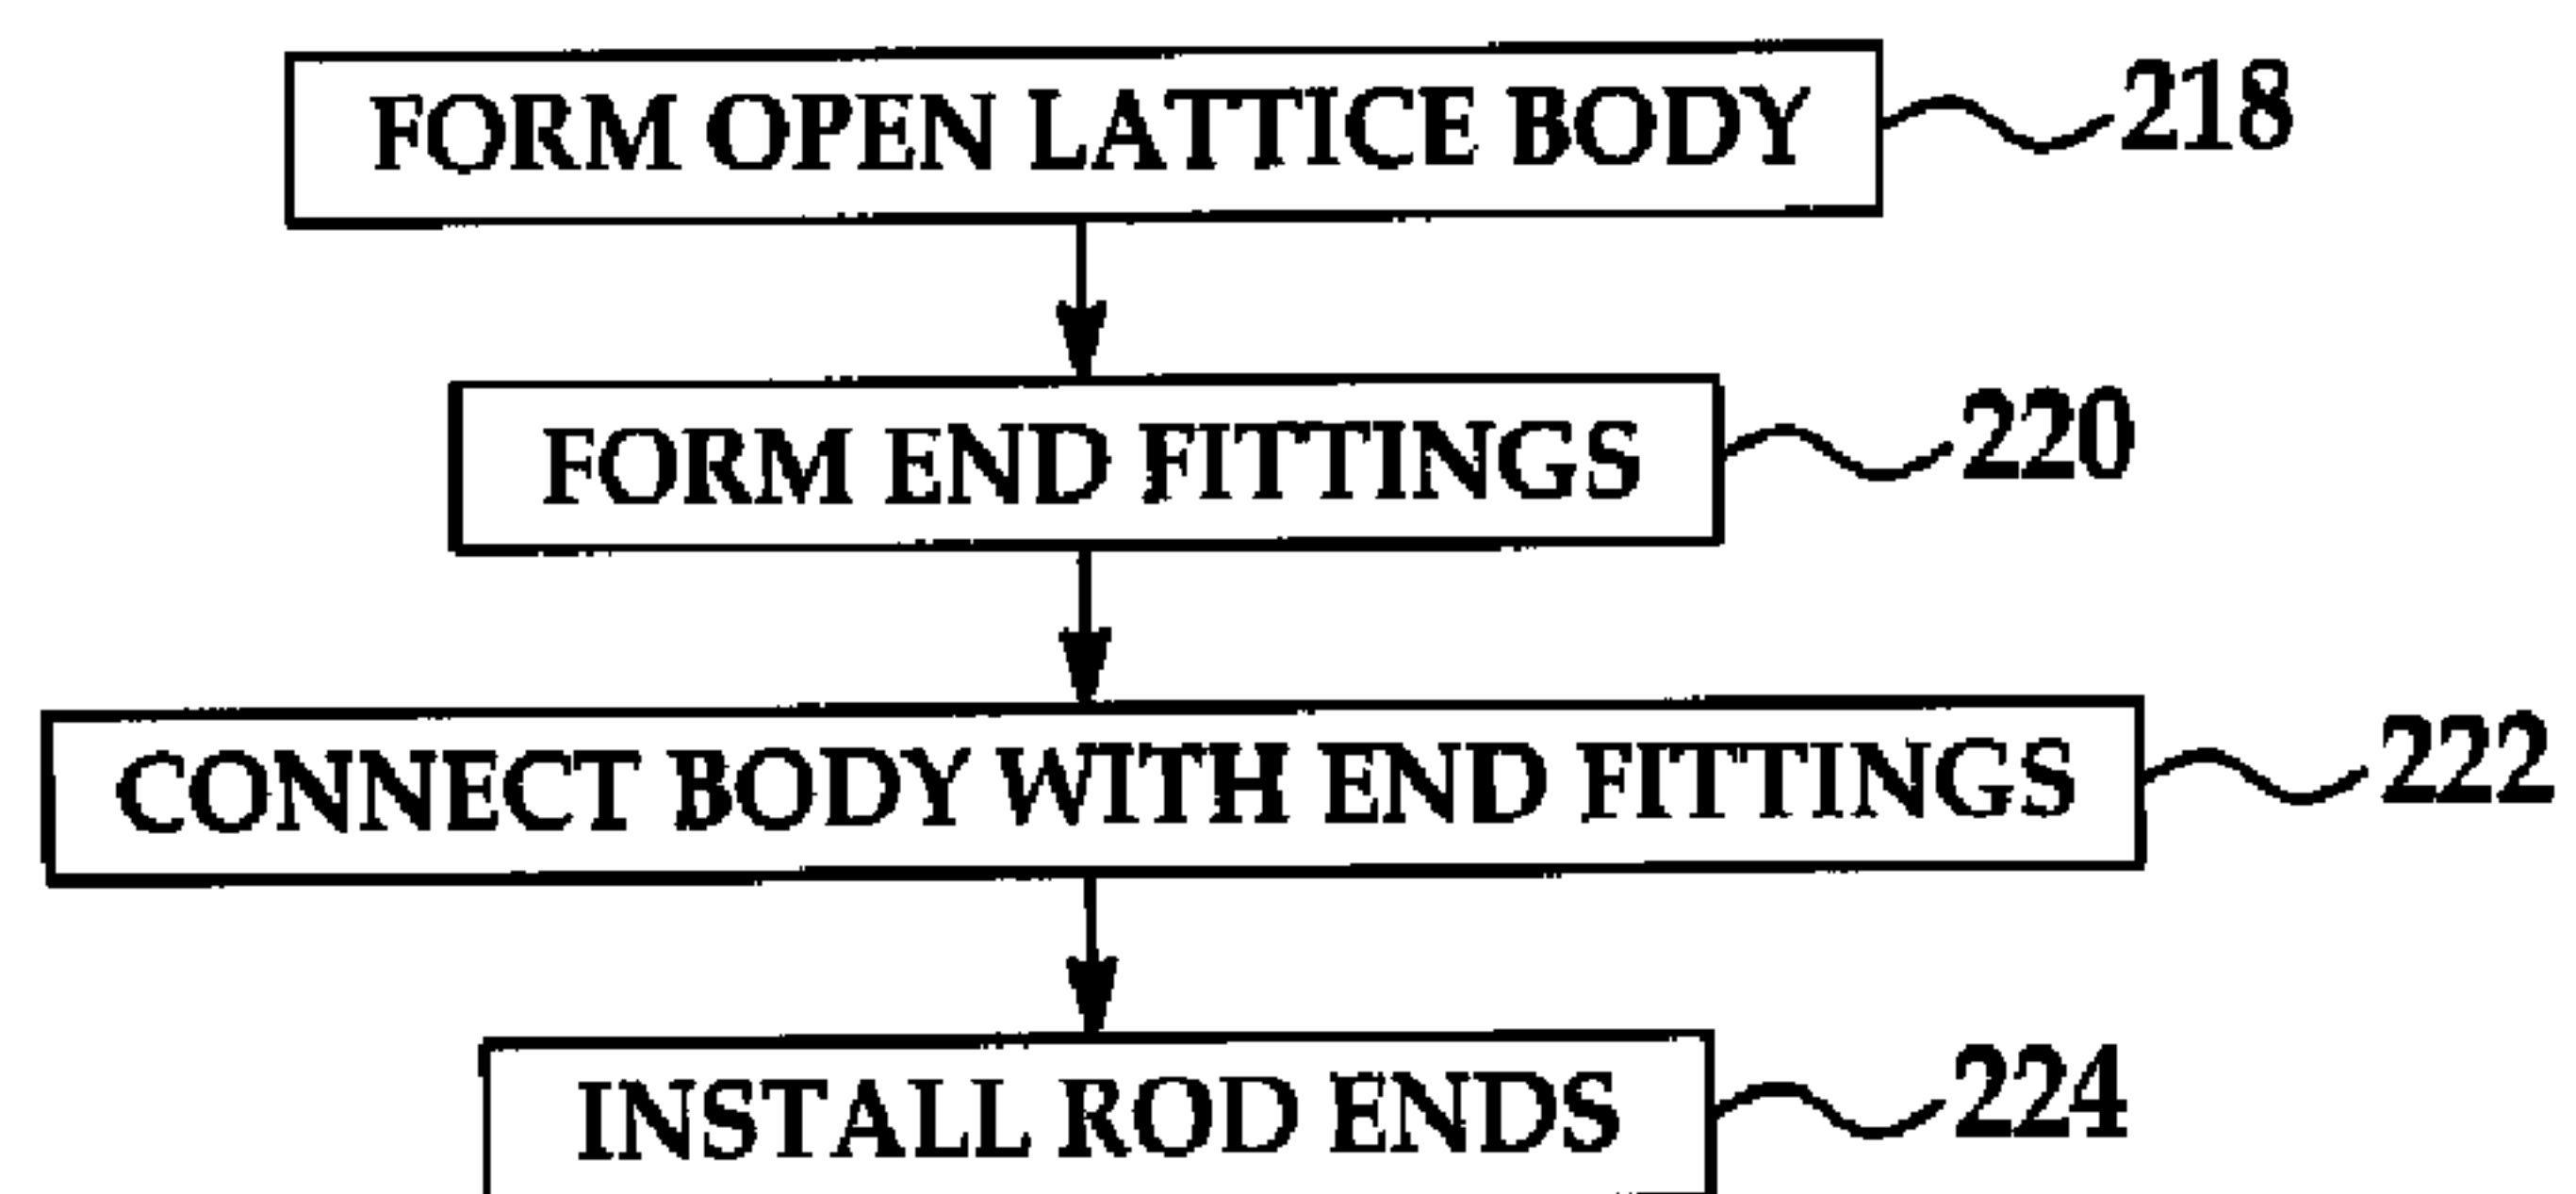 FORM OPEN LATTICE BODY 218
FORM END FITTINGS 220
CONNECT BODY WITH END FITTINGS 222
INSTALL ROD ENDS 224